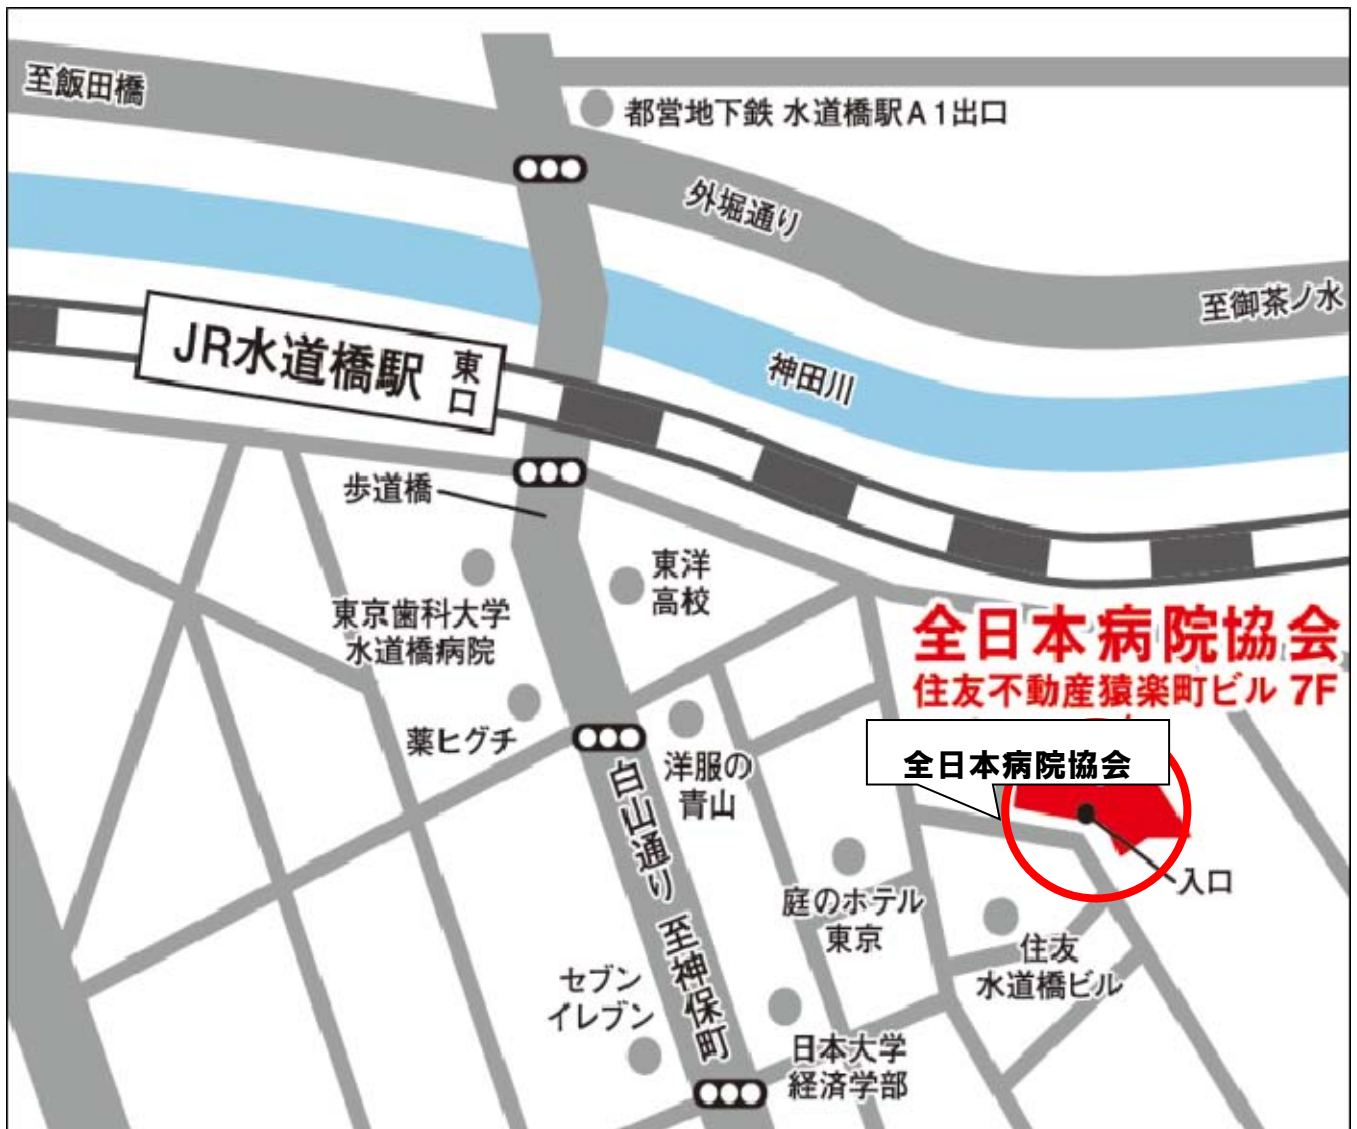 至飯田橋
都営地下鉄 水道橋駅A1出口
外堀通り
至御茶ノ水
JR水道橋駅 東口
神田川
歩道橋
東洋
高校
東京歯科大学
水道橋病院
全日本病院協会
住友不動産猿楽町ビル 7F
薬ヒグチ
洋服の
青山
全日本病院協会
白山通り 至神保町
入口
庭のホテル
東京
住友
水道橋ビル
セブン
イレブン
日本大学
経済学部